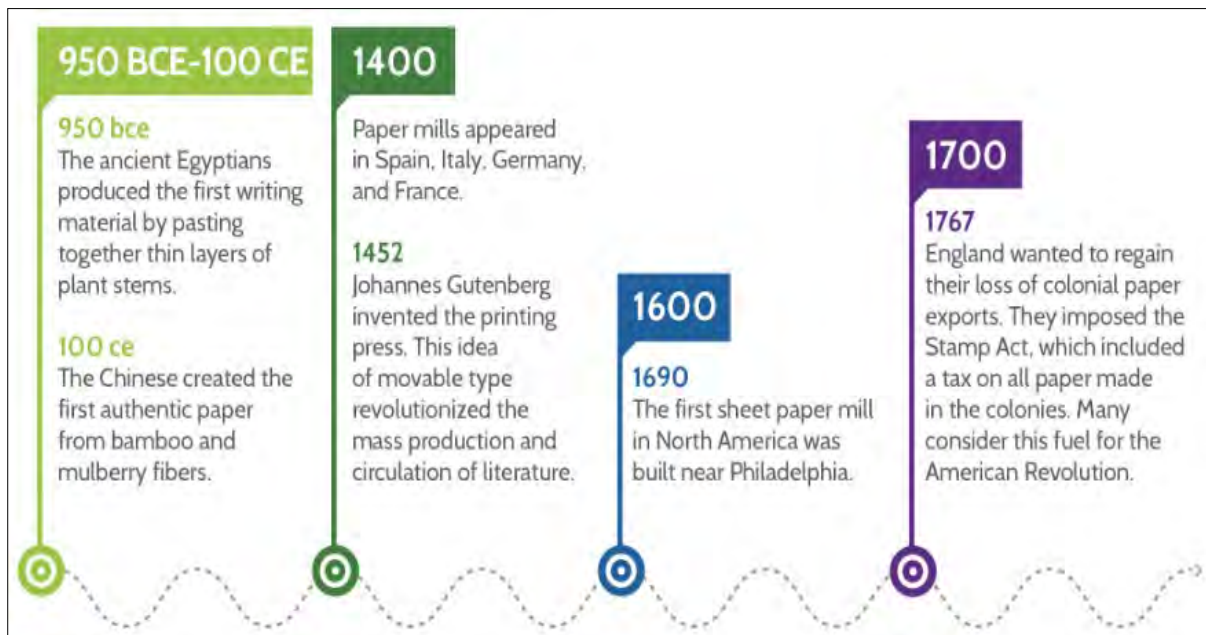 950 BCE-100 CE
950 bce
The ancient Egyptians
produced the first writing
material by pasting
together thin layers of
plant stems.
100 ce
The Chinese created the
first authentic paper
from bamboo and
mulberry fibers.
1400
Paper mills appeared
in Spain, Italy, Germany,
and France.
1452
Johannes Gutenberg
invented the printing
press. This idea
of movable type
revolutionized the
mass production and
circulation of literature.
1600
1690
The first sheet paper mill
in North America was
built near Philadelphia.
1700
1767
England wanted to regain
their loss of colonial paper
exports. They imposed the
Stamp Act, which included
a tax on all paper made
in the colonies. Many
consider this fuel for the
American Revolution.